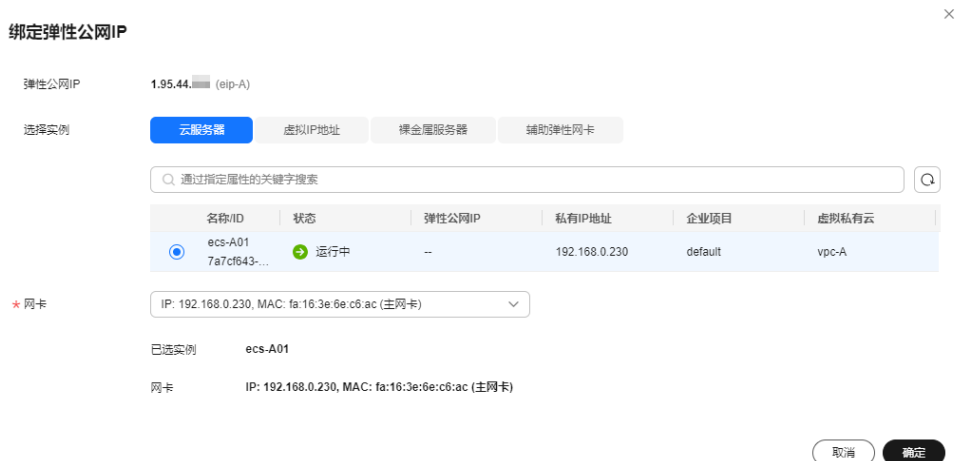 绑定弹性公网IP
弹性公网IP 1.95.44. (eip-A)
选择实例 云服务器 虚拟IP地址 裸金属服务器 辅助弹性网卡
通过指定属性的关键字搜索
名称/ID 状态 弹性公网IP 私有IP地址 企业项目 虚拟私有云
ecs-A01
7a7cf643-... 运行中 -- 192.168.0.230 default vpc-A
* 网卡 IP: 192.168.0.230, MAC: fa:16:3e:6e:c6:ac (主网卡)
已选实例 ecs-A01
网卡 IP: 192.168.0.230, MAC: fa:16:3e:6e:c6:ac (主网卡)
取消 确定